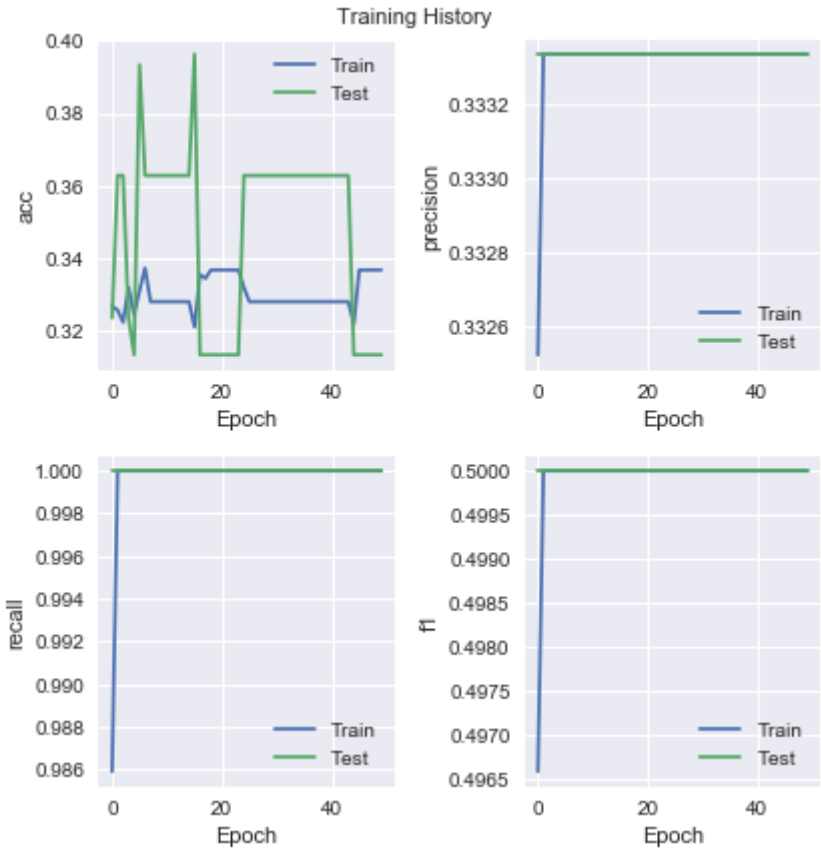 Training History
0.40
0.38
0.36
0.34
0.32
acc
Train
Test
0 20 40
Epoch
0.3332
0.3330
0.3328
0.3326
precision
Train
Test
0 20 40
Epoch
1.000
0.998
0.996
0.994
0.992
0.990
0.988
0.986
recall
Train
Test
0 20 40
Epoch
0.5000
0.4995
0.4990
0.4985
0.4980
0.4975
0.4970
0.4965
f1
Train
Test
0 20 40
Epoch